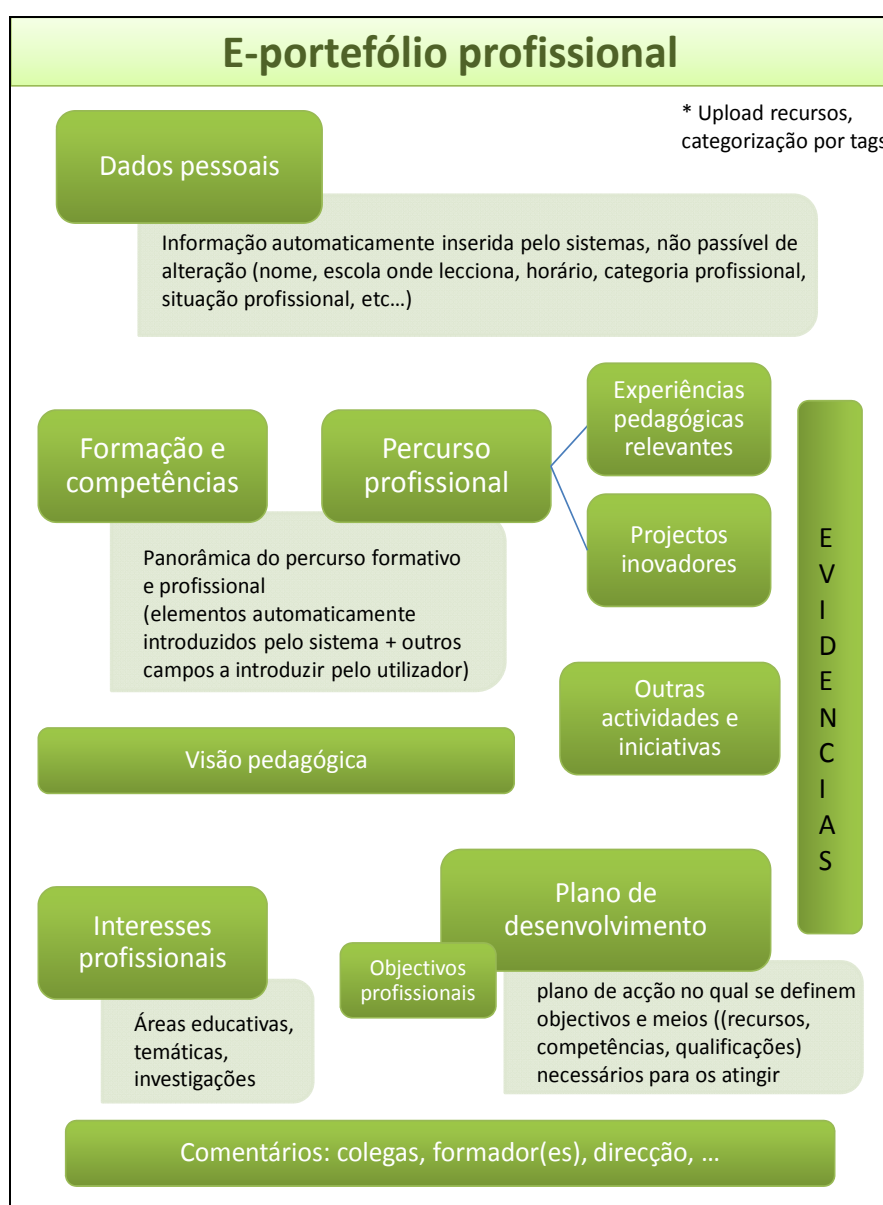 E-portefólio profissional
* Upload recursos,
categorização por tags
Dados pessoais
Informação automaticamente inserida pelo sistemas, não passível de
alteração (nome, escola onde lecciona, horário, categoria profissional,
situação profissional, etc…)
Formação e
competências
Percurso
profissional
Experiências
pedagógicas
relevantes
Projectos
inovadores
Panorâmica do percurso formativo
e profissional
(elementos automaticamente
introduzidos pelo sistema + outros
campos a introduzir pelo utilizador)
Outras
actividades e
iniciativas
E
V
I
D
E
N
C
I
A
S
Visão pedagógica
Interesses
profissionais
Áreas educativas,
temáticas,
investigações
Plano de
desenvolvimento
Objectivos
profissionais
plano de acção no qual se definem
objectivos e meios ((recursos,
competências, qualificações)
necessários para os atingir
Comentários: colegas, formador(es), direcção, …